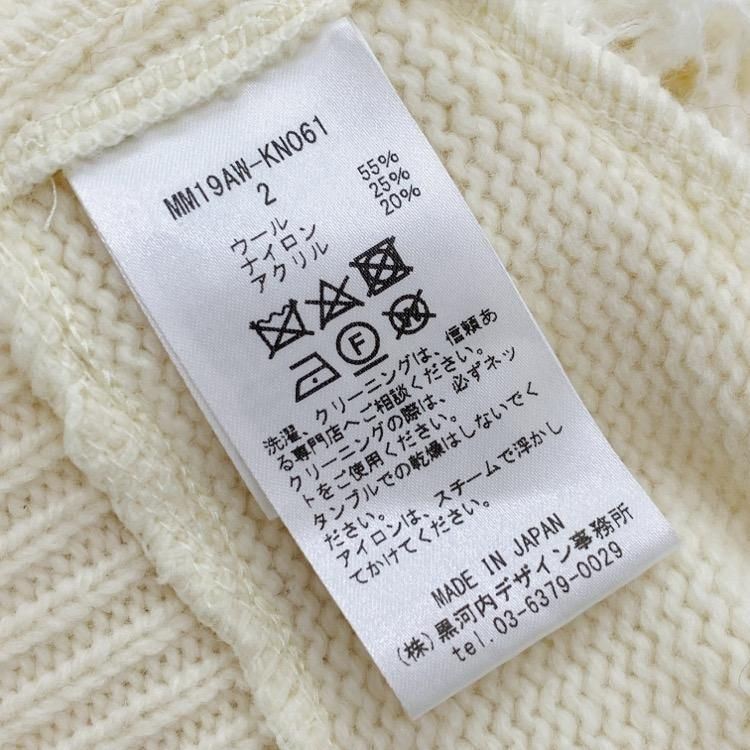 MM19AW-KN061
2
ウール 55%
ナイロン 25%
アクリル 20%
F
W
洗濯、クリーニングは、信頼あ
る専門店へご相談ください。
クリーニングの際は、必ずネッ
トをご使用ください。
タンブルでの乾燥はしないでく
ださい。
アイロンは、スチームで浮かし
てかけてください。
MADE IN JAPAN
(株)黒河内デザイン事務所
tel. 03-6379-0029